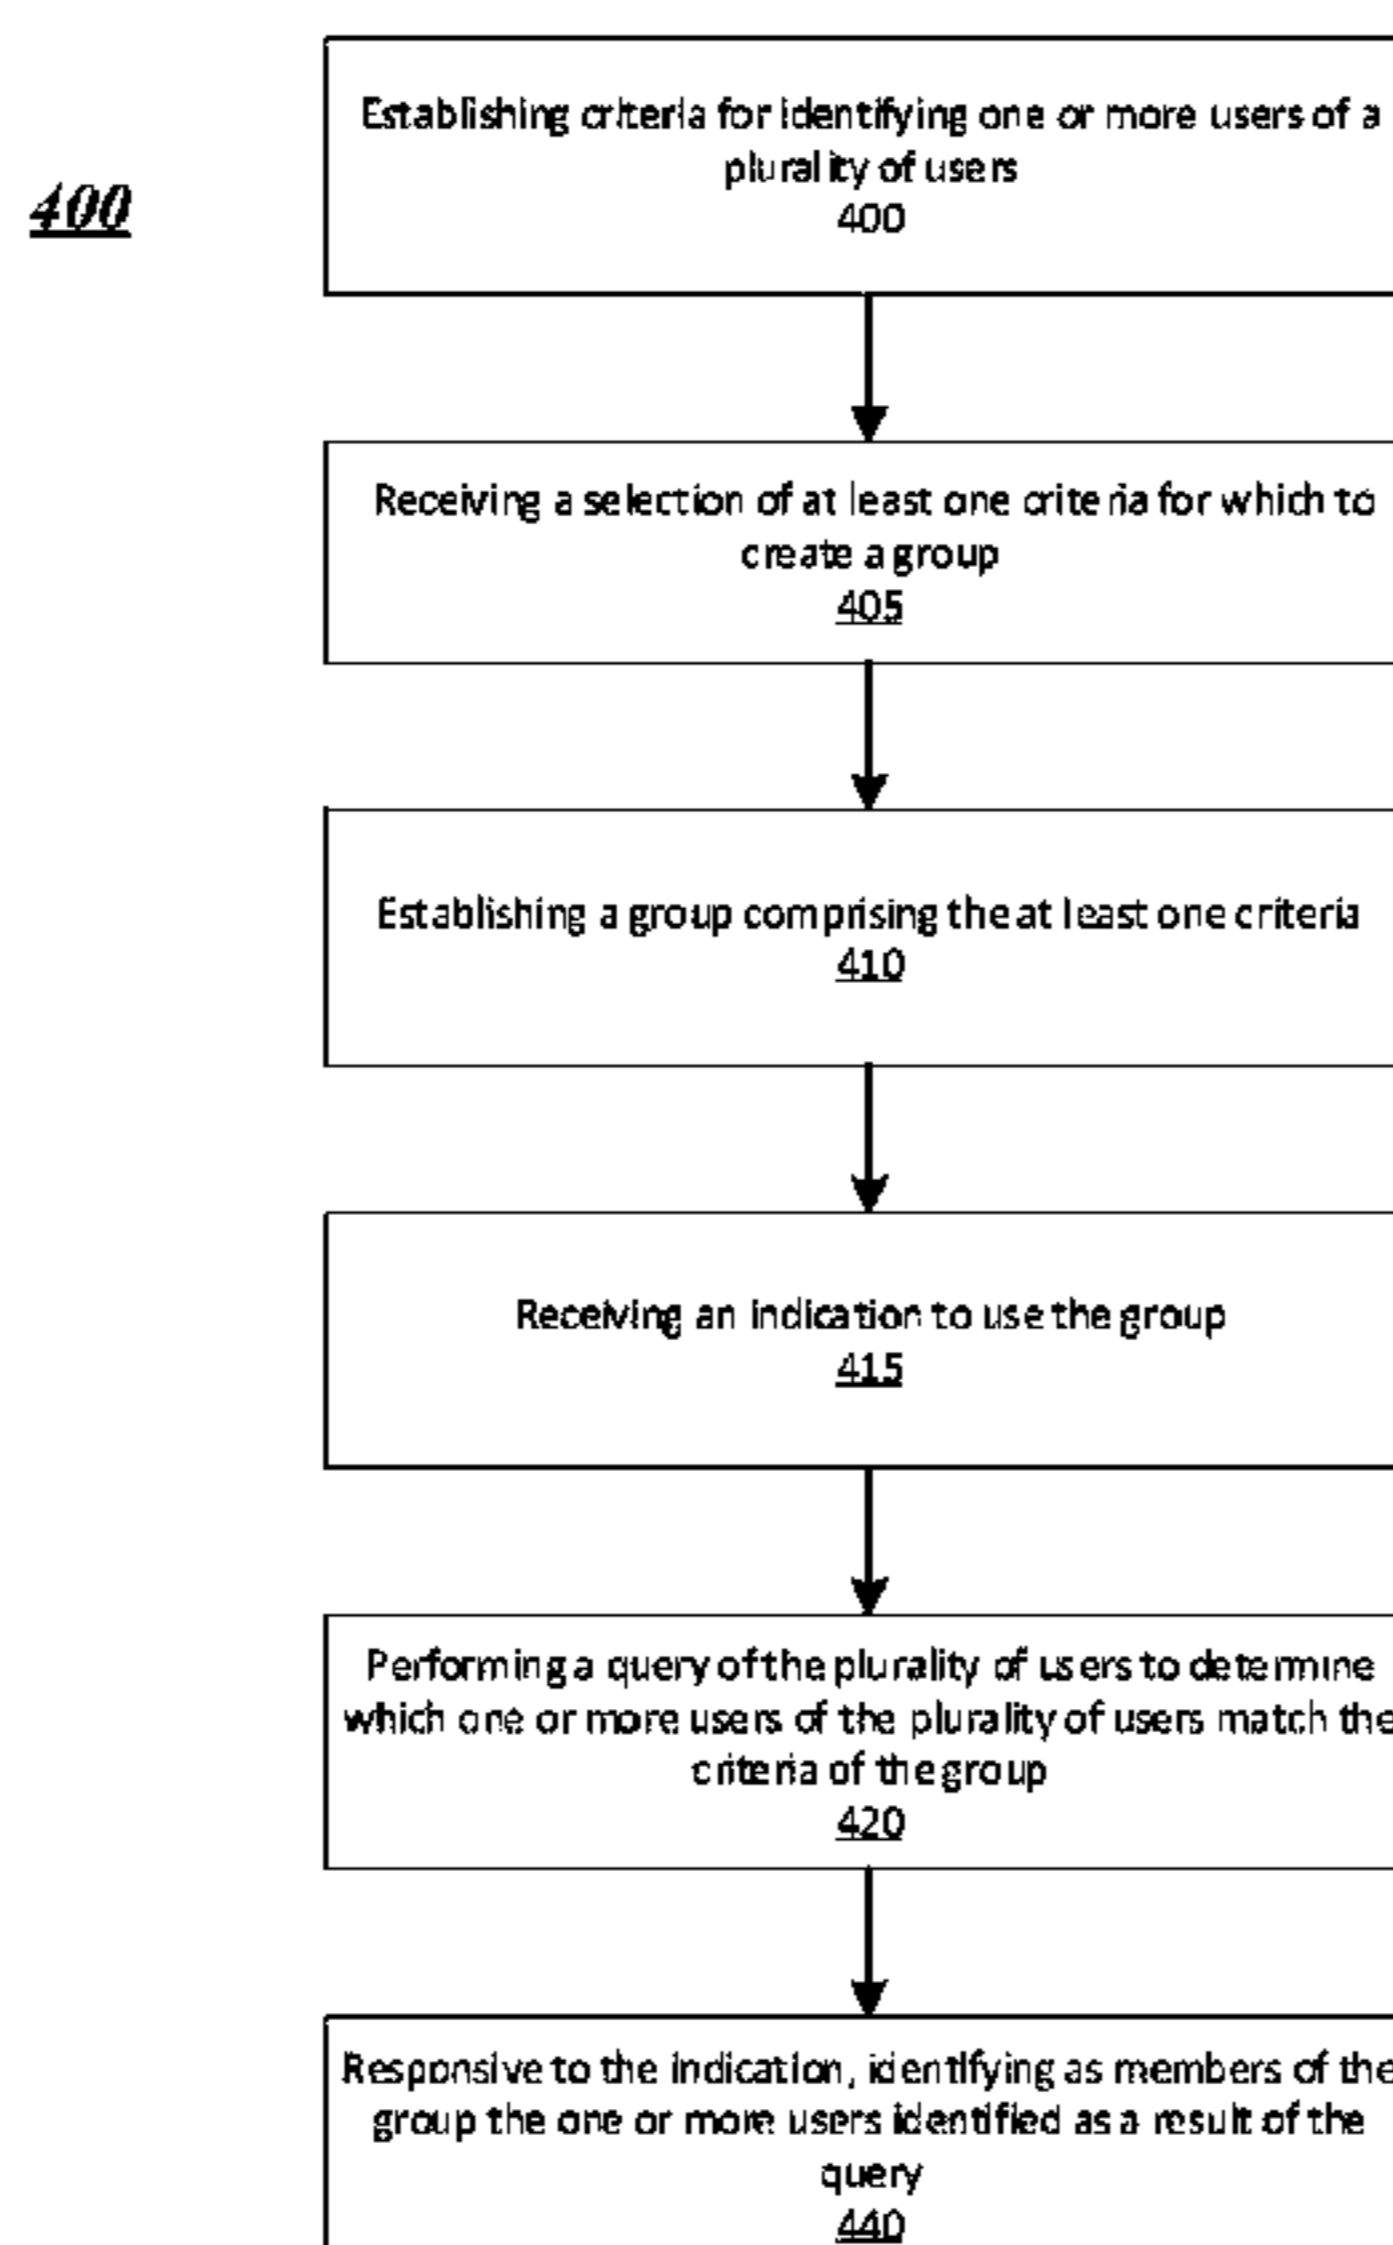 Establishing criteria for identifying one or more users of a
plurality of users
400
400
Receiving a selection of at least one criteria for which to
create a group
405
Establishing a group comprising the at least one criteria
410
Receiving an indication to use the group
415
Performing a query of the plurality of users to determine
which one or more users of the plurality of users match the
criteria of the group
420
Responsive to the indication, identifying as members of the
group the one or more users identified as a result of the
query
440